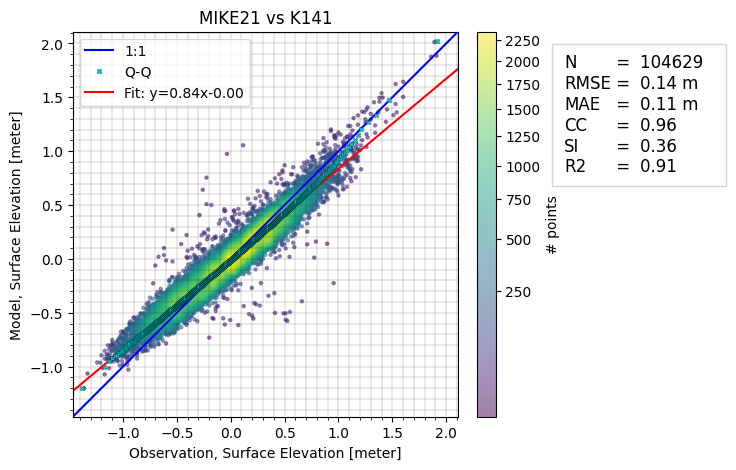 MIKE21 vs K141
1:1
Q-Q
Fit: y=0.84x-0.00
2.0
1.5
1.0
0.5
0.0
−0.5
−1.0
Model, Surface Elevation [meter]
−1.0 −0.5 0.0 0.5 1.0 1.5 2.0
Observation, Surface Elevation [meter]
2250
2000
1750
1500
1250
1000
750
500
250
# points
N = 104629
RMSE = 0.14 m
MAE = 0.11 m
CC = 0.96
SI = 0.36
R2 = 0.91